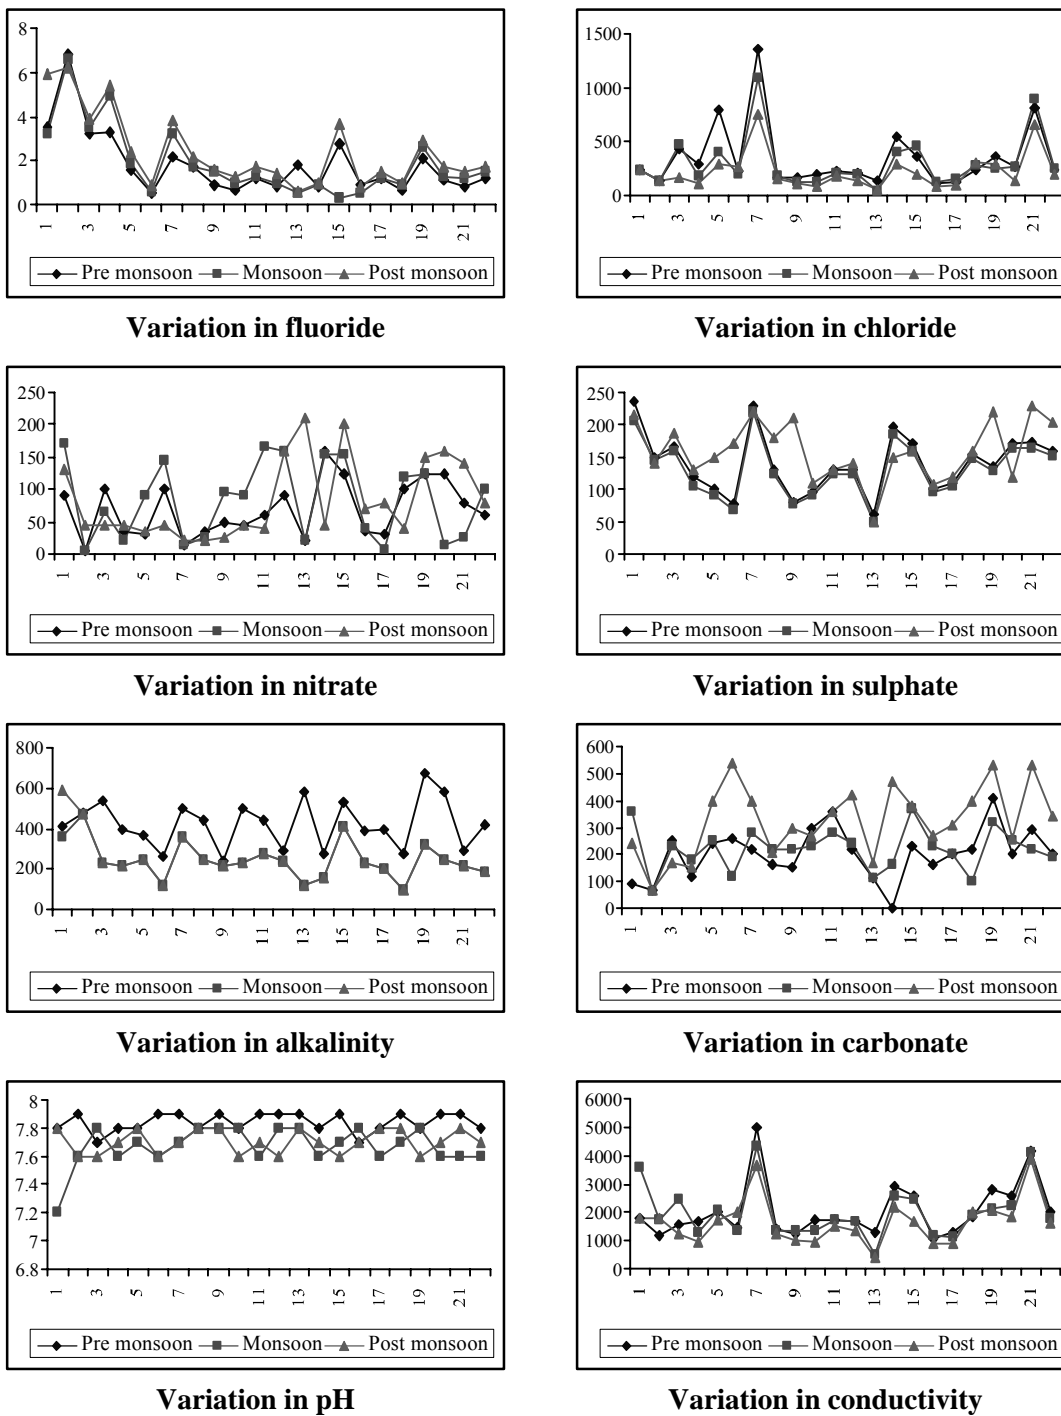 8
6
4
2
0
1 3 5 7 9 11 13 15 17 19 21
Pre monsoon Monsoon Post monsoon
Variation in fluoride
1500
1000
500
0
1 3 5 7 9 11 13 15 17 19 21
Pre monsoon Monsoon Post monsoon
Variation in chloride
250
200
150
100
50
0
1 3 5 7 9 11 13 15 17 19 21
Pre monsoon Monsoon Post monsoon
Variation in nitrate
250
200
150
100
50
0
1 3 5 7 9 11 13 15 17 19 21
Pre monsoon Monsoon Post monsoon
Variation in sulphate
800
600
400
200
0
1 3 5 7 9 11 13 15 17 19 21
Pre monsoon Monsoon Post monsoon
Variation in alkalinity
600
500
400
300
200
100
0
1 3 5 7 9 11 13 15 17 19 21
Pre monsoon Monsoon Post monsoon
Variation in carbonate
8
7.8
7.6
7.4
7.2
7
6.8
1 3 5 7 9 11 13 15 17 19 21
Pre monsoon Monsoon Post monsoon
Variation in pH
6000
5000
4000
3000
2000
1000
0
1 3 5 7 9 11 13 15 17 19 21
Pre monsoon Monsoon Post monsoon
Variation in conductivity